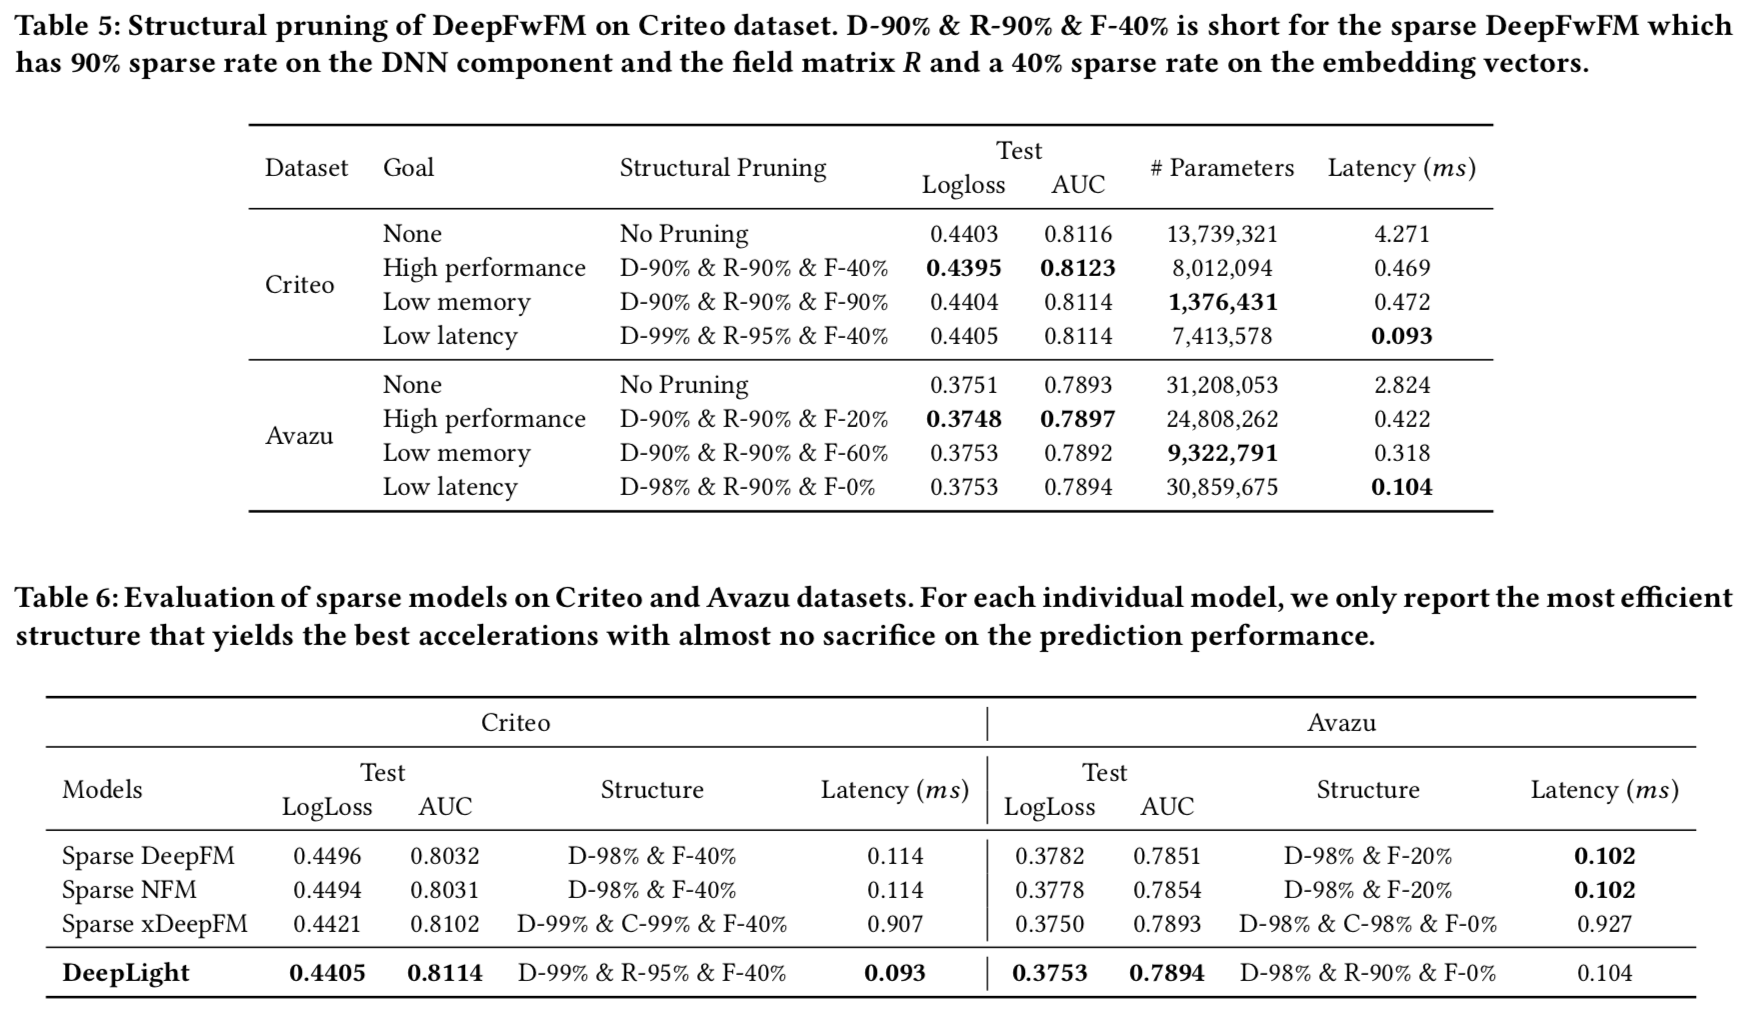 Table 5: Structural pruning of DeepFwFM on Criteo dataset. D-90% & R-90% & F-40% is short for the sparse DeepFwFM which
has 90% sparse rate on the DNN component and the field matrix R and a 40% sparse rate on the embedding vectors.
Dataset Goal Structural Pruning Test # Parameters Latency (ms)
Logloss AUC
Criteo
None No Pruning 0.4403 0.8116 13,739,321 4.271
High performance D-90% & R-90% & F-40% 0.4395 0.8123 8,012,094 0.469
Low memory D-90% & R-90% & F-90% 0.4404 0.8114 1,376,431 0.472
Low latency D-99% & R-95% & F-40% 0.4405 0.8114 7,413,578 0.093
Avazu
None No Pruning 0.3751 0.7893 31,208,053 2.824
High performance D-90% & R-90% & F-20% 0.3748 0.7897 24,808,262 0.422
Low memory D-90% & R-90% & F-60% 0.3753 0.7892 9,322,791 0.318
Low latency D-98% & R-90% & F-0% 0.3753 0.7894 30,859,675 0.104
Table 6: Evaluation of sparse models on Criteo and Avazu datasets. For each individual model, we only report the most efficient
structure that yields the best accelerations with almost no sacrifice on the prediction performance.
Criteo Avazu
Models Test Structure Latency (ms) Test Structure Latency (ms)
LogLoss AUC LogLoss AUC
Sparse DeepFM 0.4496 0.8032 D-98% & F-40% 0.114 0.3782 0.7851 D-98% & F-20% 0.102
Sparse NFM 0.4494 0.8031 D-98% & F-40% 0.114 0.3778 0.7854 D-98% & F-20% 0.102
Sparse xDeepFM 0.4421 0.8102 D-99% & C-99% & F-40% 0.907 0.3750 0.7893 D-98% & C-98% & F-0% 0.927
DeepLight 0.4405 0.8114 D-99% & R-95% & F-40% 0.093 0.3753 0.7894 D-98% & R-90% & F-0% 0.104